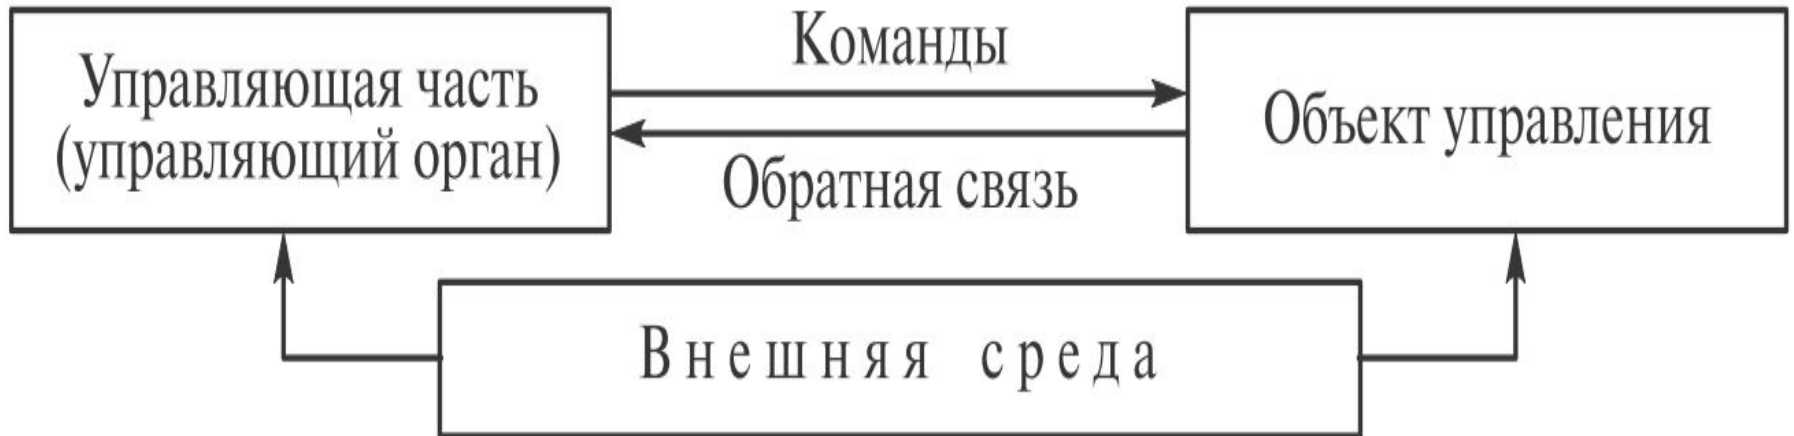 Управляющая часть
(управляющий орган)
Команды
Обратная связь
Объект управления
Внешняя среда